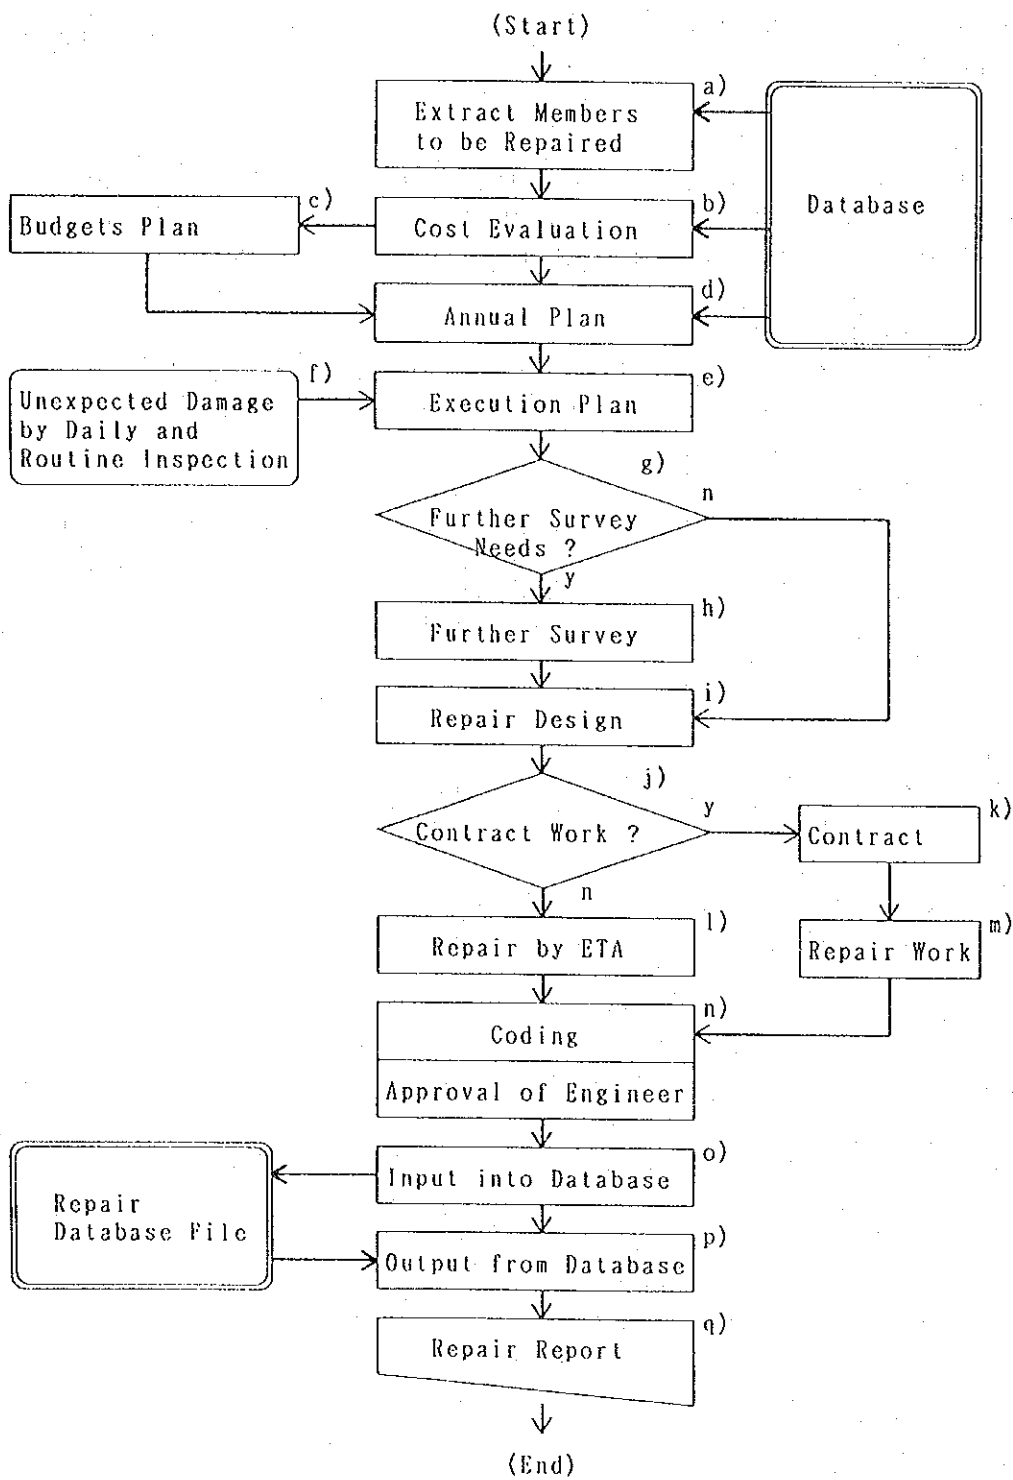 (Start)
a)
Extract Members
to be Repaired
Database
c)
Budgets Plan
b)
Cost Evaluation
d)
Annual Plan
f)
Unexpected Damage
by Daily and
Routine Inspection
e)
Execution Plan
g)
n
Further Survey
Needs ?
y
h)
Further Survey
i)
Repair Design
j)
y
Contract Work ?
n
k)
Contract
l)
Repair by ETA
m)
Repair Work
n)
Coding
Approval of Engineer
o)
Input into Database
Repair
Database File
p)
Output from Database
q)
Repair Report
(End)